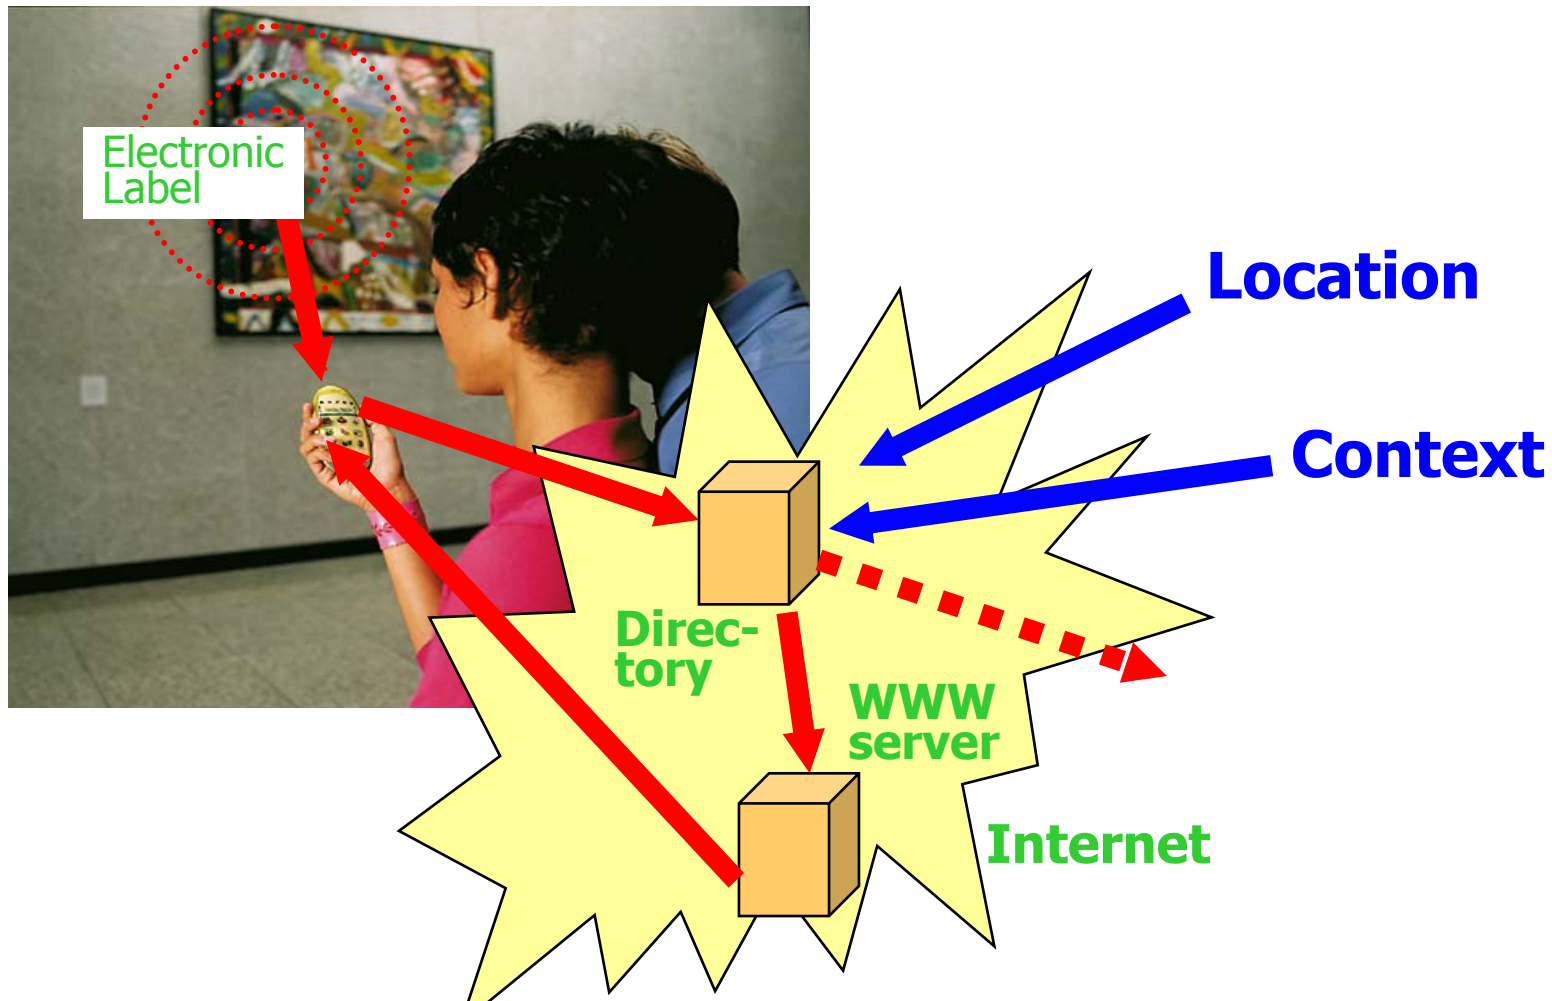 Electronic
Label
Location
Context
Direc-
tory
WWW
server
Internet